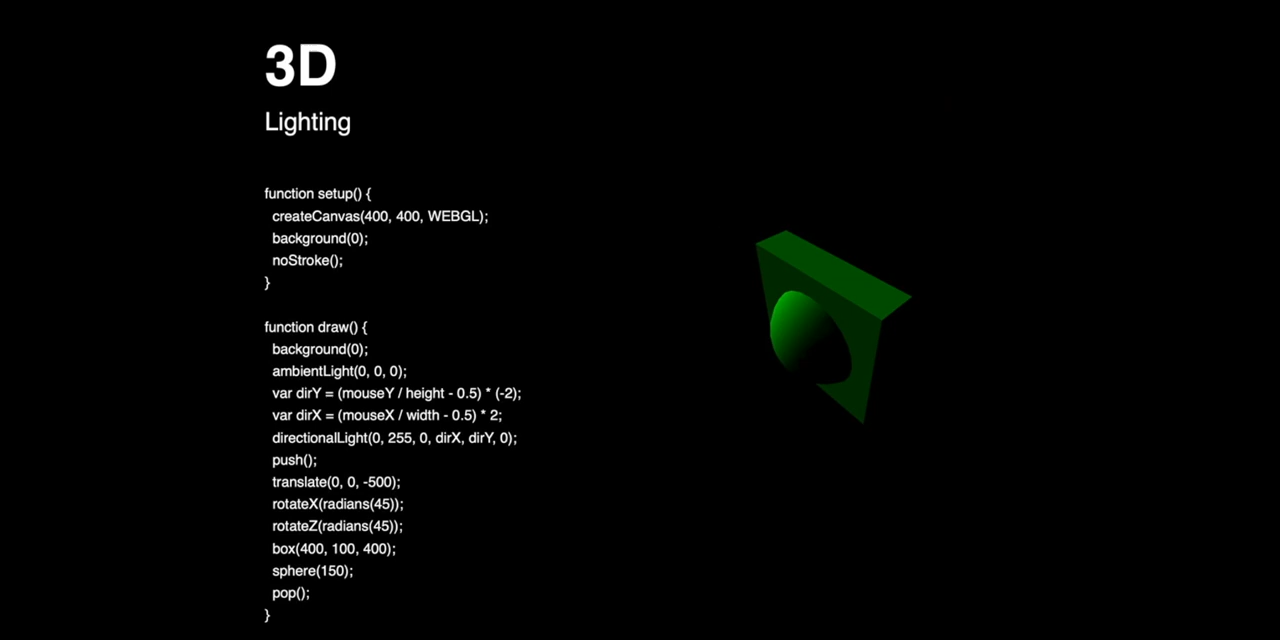 3D
Lighting
function setup() {
createCanvas(400, 400, WEBGL);
background(0);
noStroke();
}
function draw() {
background(0);
ambientLight(0, 0, 0);
var dirY = (mouseY / height - 0.5) * (-2);
var dirX = (mouseX / width - 0.5) * 2;
directionalLight(0, 255, 0, dirX, dirY, 0);
push();
translate(0, 0, -500);
rotateX(radians(45));
rotateZ(radians(45));
box(400, 100, 400);
sphere(150);
pop();
}